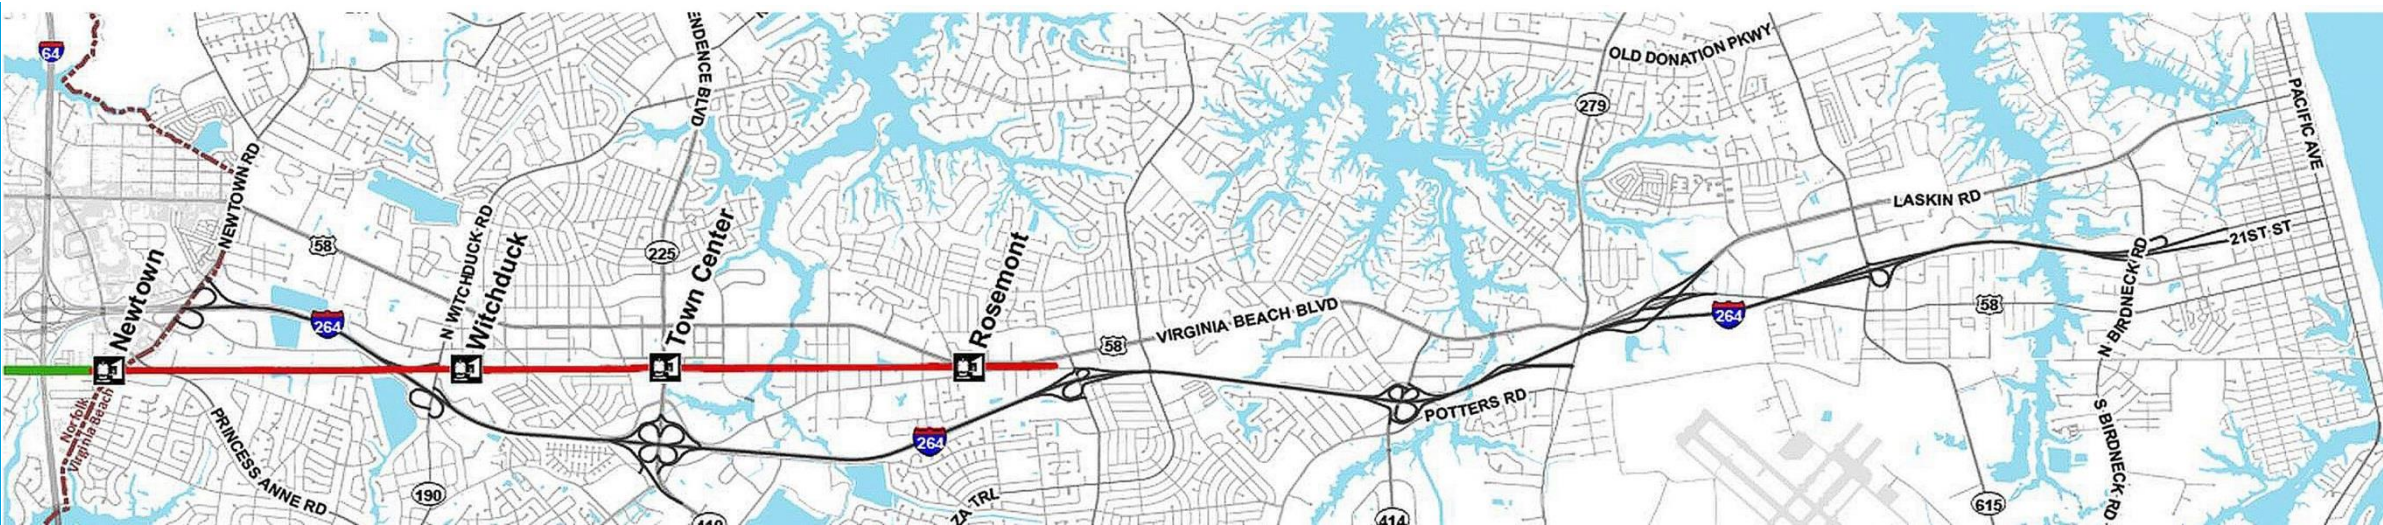 64
ENDENCE BLVD
OLD DONATION PKWY
279
PACIFIC AVE
NEWTOWN RD
LASKIN RD
58
N WITCHDUCK RD
225
21ST ST
Newtown
Witchduck
Town Center
Rosemont
264
58
VIRGINIA BEACH BLVD
264
58
N BIRDNECK RD
Norfolk
Virginia Beach
PRINCESS ANNE RD
264
POTTERS RD
S BIRDNECK RD
190
ZA TRL
414
615